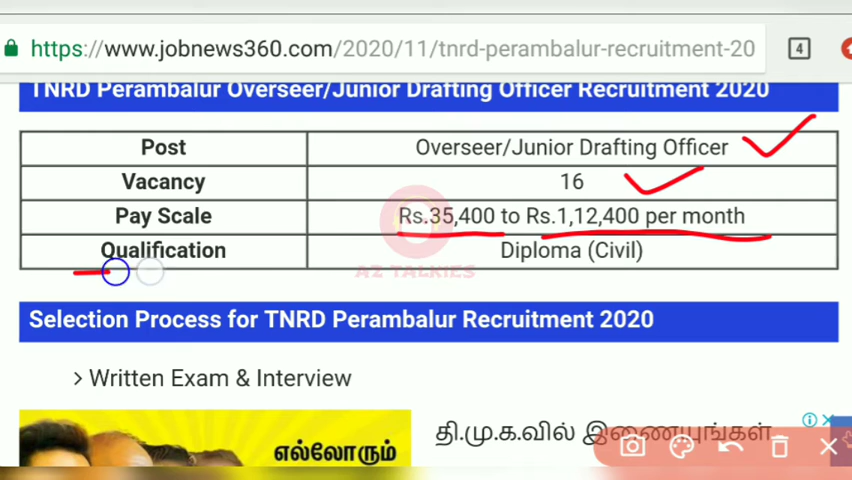 https://www.jobnews360.com/2020/11/tnrd-perambalur-recruitment-20
4
TNRD Perambalur Overseer/Junior Drafting Officer Recruitment 2020
Post Overseer/Junior Drafting Officer
Vacancy 16
Pay Scale Rs.35,400 to Rs.1,12,400 per month
Qualification Diploma (Civil)
AZ TALKIES
Selection Process for TNRD Perambalur Recruitment 2020
> Written Exam & Interview
எல்லோரும்
தி.மு.க.வில் இணையுங்கள்